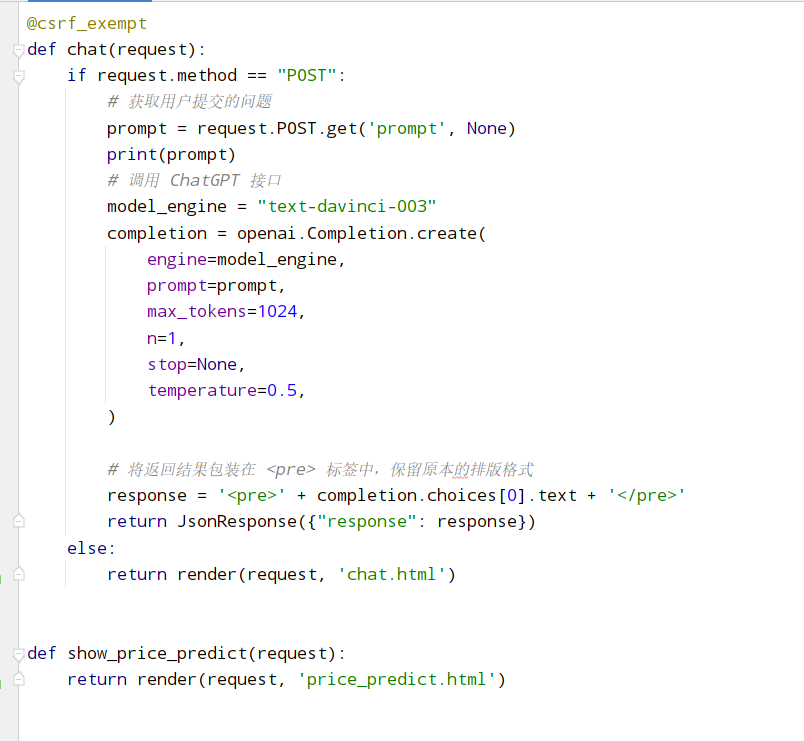 @csrf_exempt
def chat(request):
    if request.method == "POST":
        # 获取用户提交的问题
        prompt = request.POST.get('prompt', None)
        print(prompt)
        # 调用 ChatGPT 接口
        model_engine = "text-davinci-003"
        completion = openai.Completion.create(
            engine=model_engine,
            prompt=prompt,
            max_tokens=1024,
            n=1,
            stop=None,
            temperature=0.5,
        )
        # 将返回结果包装在 <pre> 标签中，保留原本的排版格式
        response = '<pre>' + completion.choices[0].text + '</pre>'
        return JsonResponse({"response": response})
    else:
        return render(request, 'chat.html')
def show_price_predict(request):
    return render(request, 'price_predict.html')